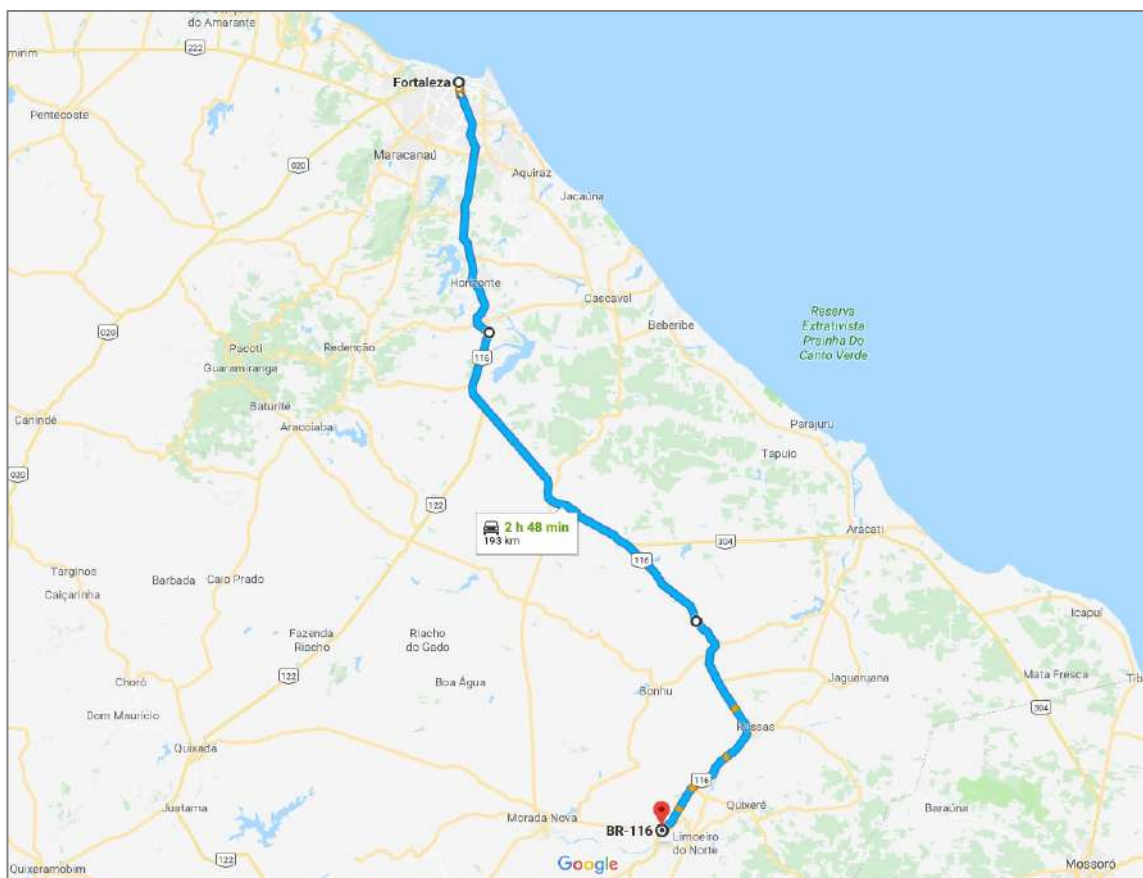 do Amarante
222
Fortaleza
Pentecoste
Maracanaú
020
Aquiraz
Jacaúna
Horizonte
Cascavel
Beberibe
Reserva
Extrativista
Prainha Do
Canto Verde
020
Pacoti
Redenção
116
Guaramiranga
Baturité
Canindé
Aracoiaba
Parajuru
Tapuio
020
122
2 h 48 min
193 km
Aracati
304
116
Targinos
Barbada
Caio Prado
Caiçarinha
Icapuí
Fazenda
Riacho
Riacho
do Gado
122
Choró
Boa Água
Bonhu
Jaguaruana
Mata Fresca
Tib
Dom Maurício
304
Russas
Quixadá
116
Juatama
Quixeré
Baraúna
Morada Nova
BR-116
Limoeiro
do Norte
122
Quixeramobim
Google
Mossoró